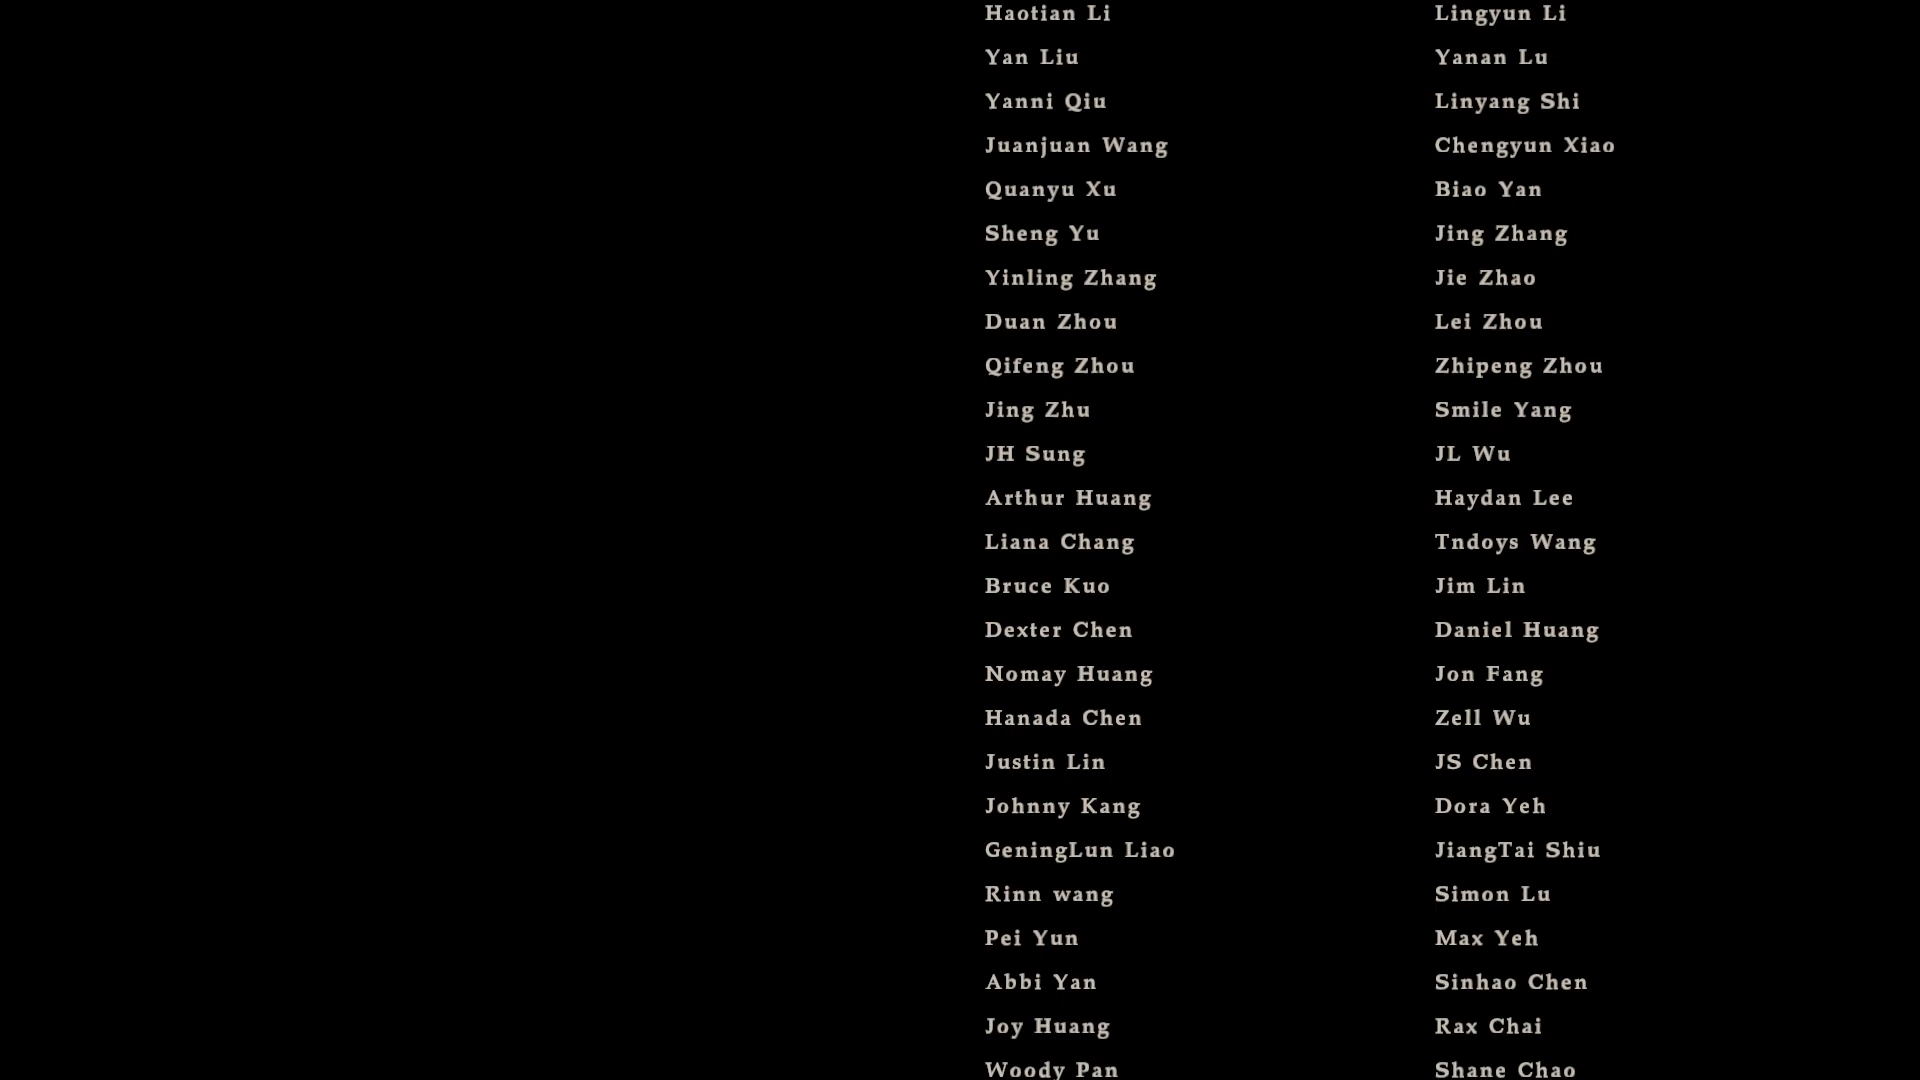 Haotian Li Lingyun Li
Yan Liu Yanan Lu
Yanni Qiu Linyang Shi
Juanjuan Wang Chengyun Xiao
Quanyu Xu Biao Yan
Sheng Yu Jing Zhang
Yinling Zhang Jie Zhao
Duan Zhou Lei Zhou
Qifeng Zhou Zhipeng Zhou
Jing Zhu Smile Yang
JH Sung JL Wu
Arthur Huang Haydan Lee
Liana Chang Tndoys Wang
Bruce Kuo Jim Lin
Dexter Chen Daniel Huang
Nomay Huang Jon Fang
Hanada Chen Zell Wu
Justin Lin JS Chen
Johnny Kang Dora Yeh
GeningLun Liao JiangTai Shiu
Rinn wang Simon Lu
Pei Yun Max Yeh
Abbi Yan Sinhao Chen
Joy Huang Rax Chai
Woody Pan Shane Chao